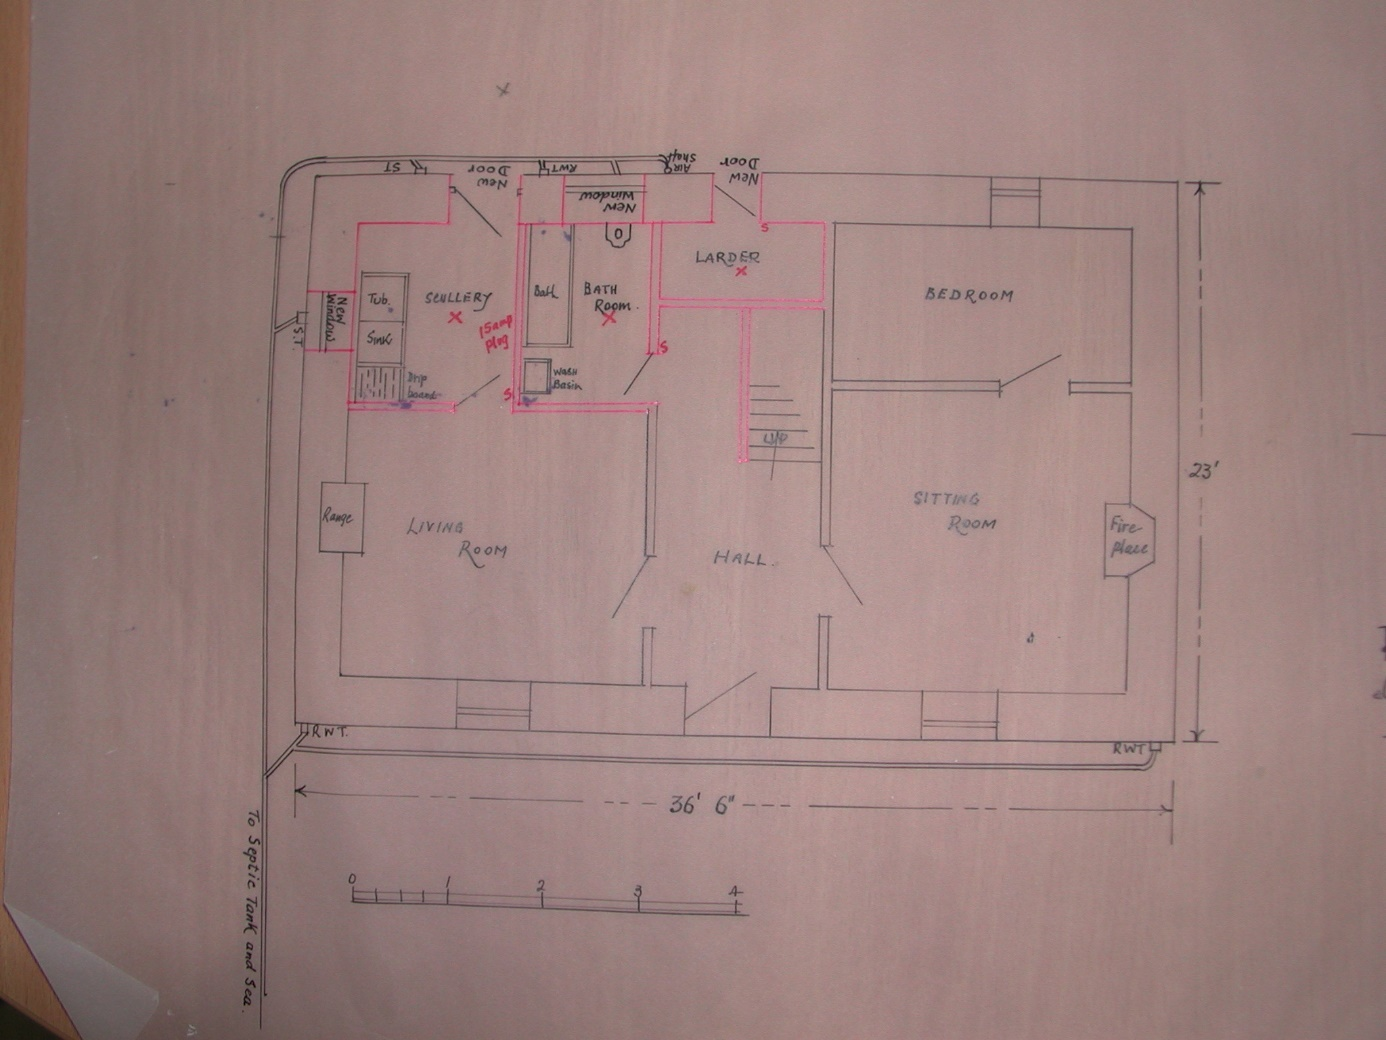 ST
New
Door
RWT
Air
Shaft
New
Door
New
Window
S
LARDER
BEDROOM
Tub.
Sink
SCULLERY
15amp
plug
Bath
BATH
Room.
New
Window
S.T.
S
Drip
board
S
Wash
Basin
UP
23'
Range
LIVING
ROOM
HALL.
SITTING
ROOM
Fire-
place
RWT.
RWT
36' 6"
To Septic Tank and Sea.
0 1 2 3 4